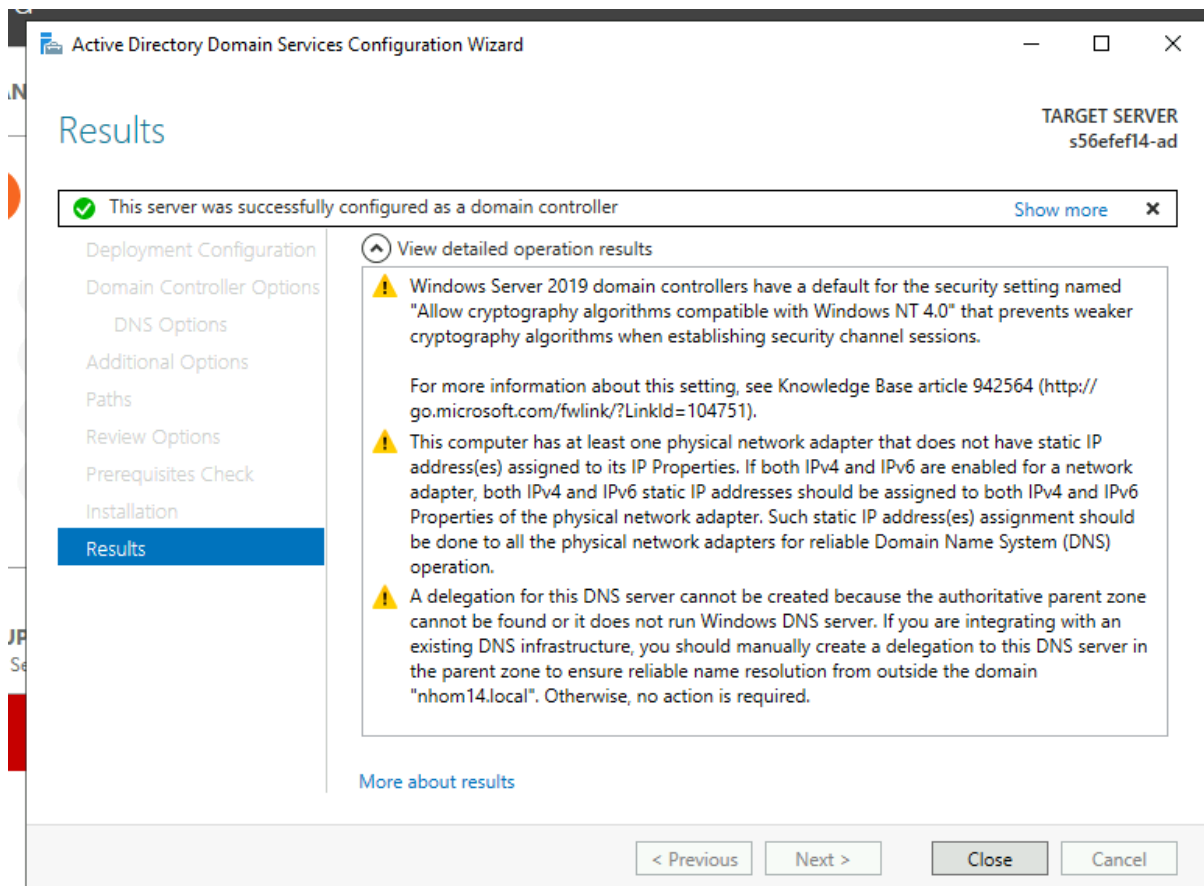 Active Directory Domain Services Configuration Wizard
Results
TARGET SERVER
s56efef14-ad
This server was successfully configured as a domain controller
Show more
Deployment Configuration
Domain Controller Options
DNS Options
Additional Options
Paths
Review Options
Prerequisites Check
Installation
Results
View detailed operation results
Windows Server 2019 domain controllers have a default for the security setting named
"Allow cryptography algorithms compatible with Windows NT 4.0" that prevents weaker
cryptography algorithms when establishing security channel sessions.
For more information about this setting, see Knowledge Base article 942564 (http://
go.microsoft.com/fwlink/?LinkId=104751).
This computer has at least one physical network adapter that does not have static IP
address(es) assigned to its IP Properties. If both IPv4 and IPv6 are enabled for a network
adapter, both IPv4 and IPv6 static IP addresses should be assigned to both IPv4 and IPv6
Properties of the physical network adapter. Such static IP address(es) assignment should
be done to all the physical network adapters for reliable Domain Name System (DNS)
operation.
A delegation for this DNS server cannot be created because the authoritative parent zone
cannot be found or it does not run Windows DNS server. If you are integrating with an
existing DNS infrastructure, you should manually create a delegation to this DNS server in
the parent zone to ensure reliable name resolution from outside the domain
"nhom14.local". Otherwise, no action is required.
More about results
< Previous
Next >
Close
Cancel